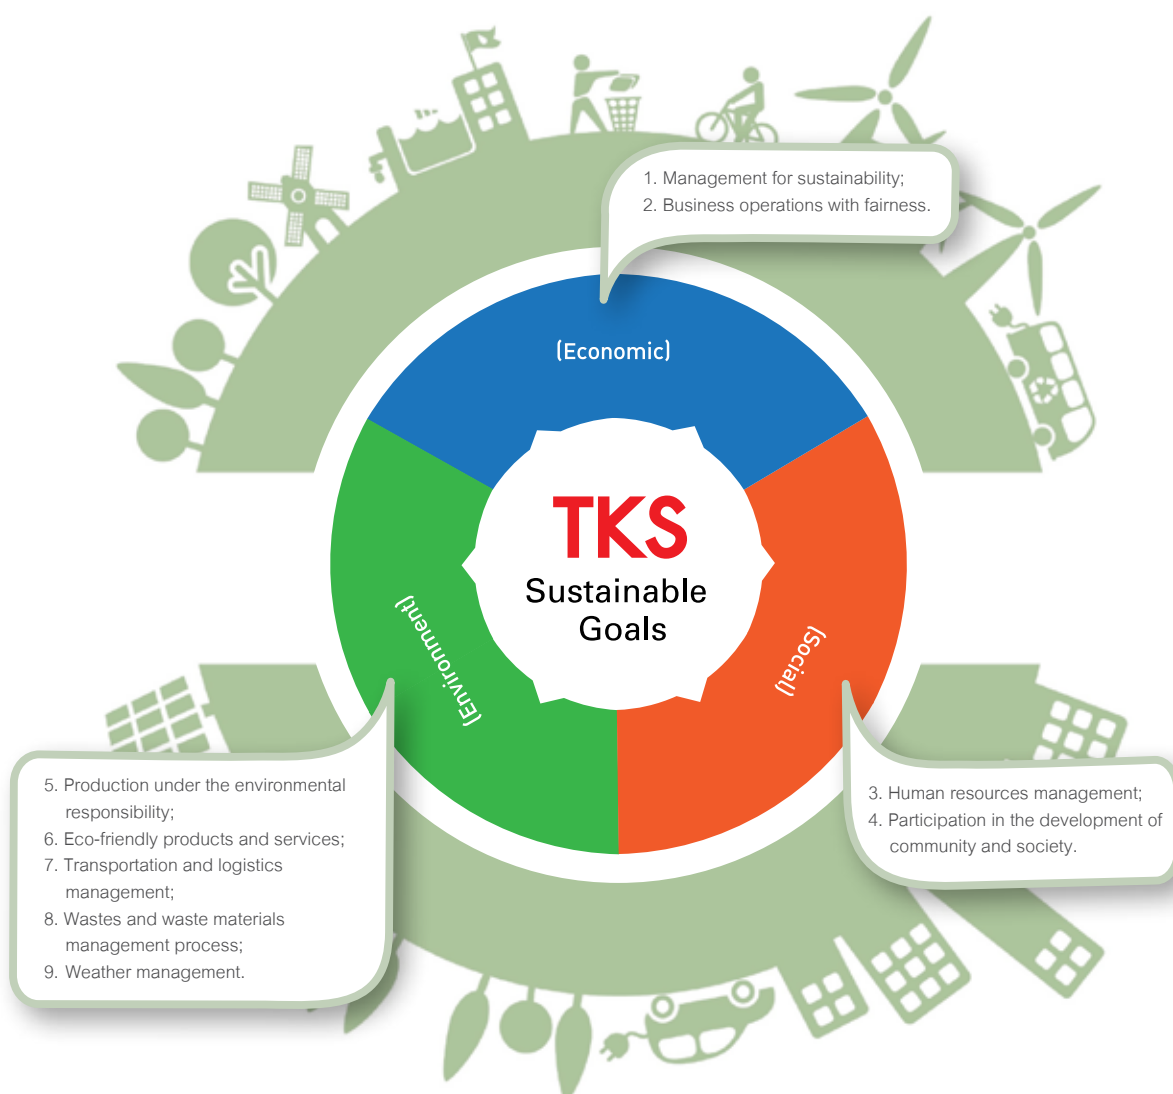 1. Management for sustainability;
2. Business operations with fairness.
(Economic)
TKS
Sustainable
Goals
(Environment)
(Social)
3. Human resources management;
4. Participation in the development of
community and society.
5. Production under the environmental
responsibility;
6. Eco-friendly products and services;
7. Transportation and logistics
management;
8. Wastes and waste materials
management process;
9. Weather management.